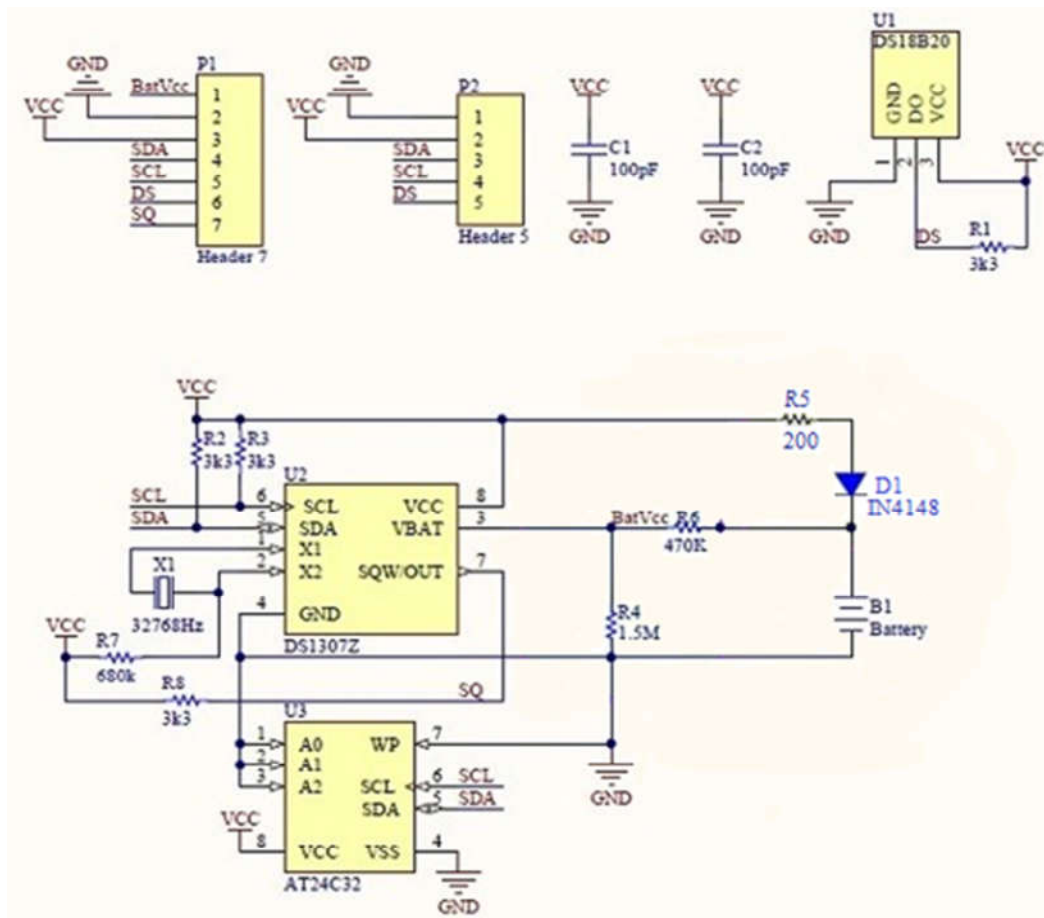 GND
P1
BatVcc
1
VCC
2
3
SDA
4
SCL
5
DS
6
SQ
7
Header 7
GND
P2
VCC
1
2
SDA
3
SCL
4
DS
5
Header 5
VCC
C1
100pF
GND
VCC
C2
100pF
GND
U1
DS18B20
GND
DO
VCC
1
2
3
VCC
GND
DS
R1
3k3
VCC
R2
3k3
R3
3k3
U2
SCL
6
SCL
VCC
8
SDA
5
SDA
VBAT
3
1
X1
X1
2
X2
SQW/OUT
7
32768Hz
4
GND
DS1307Z
R5
200
D1
IN4148
BatVcc
R6
470K
R4
1.5M
B1
Battery
VCC
R7
680k
R8
3k3
SQ
U3
1
A0
WP
7
2
A1
3
A2
SCL
6
SCL
SDA
5
SDA
VCC
8
VCC
VSS
4
AT24C32
GND
GND